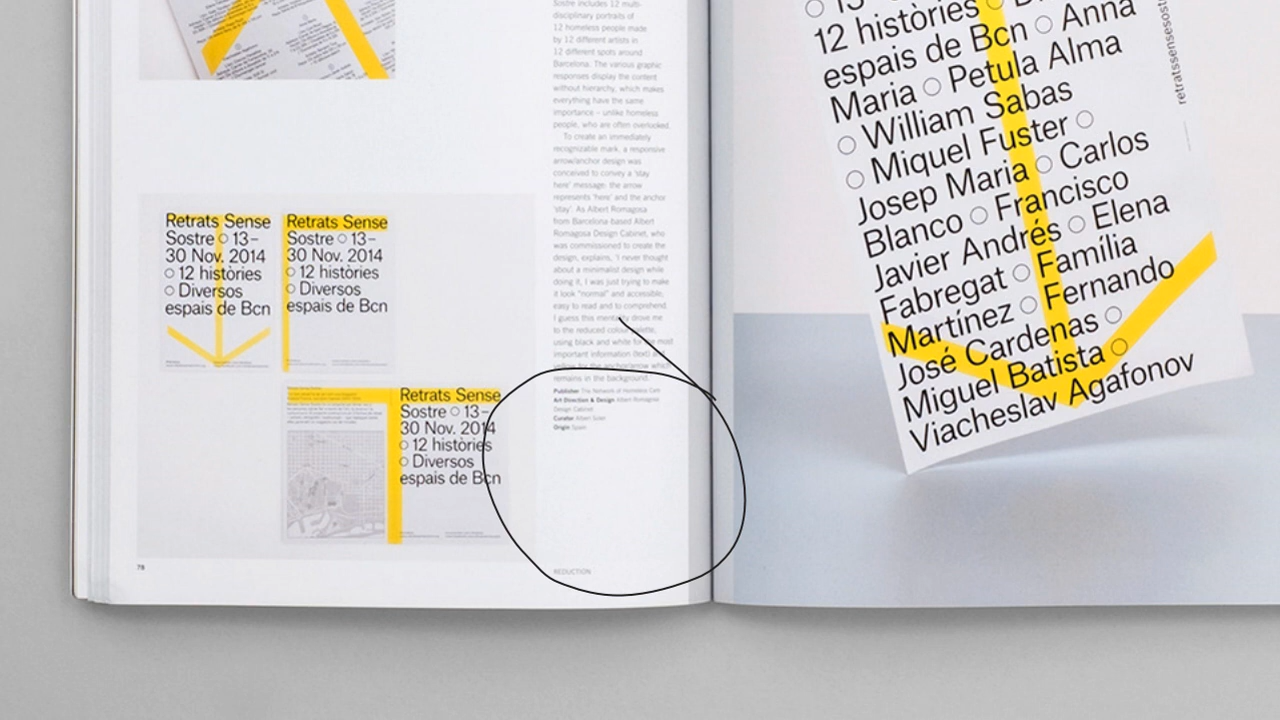 Sostre includes 12 multi-
disciplinary portraits of
12 homeless people made
by 12 different artists in
12 different spots around
Barcelona. The various graphic
responses display the content
without hierarchy, which makes
everything have the same
importance – unlike homeless
people, who are often overlooked.
To create an immediately
recognizable mark, a responsive
arrow/anchor design was
conceived to convey a 'stay
here' message: the arrow
represents 'here' and the anchor
'stay'. As Albert Romagosa
from Barcelona-based Albert
Romagosa Design Cabinet, who
was commissioned to create the
design, explains, 'I never thought
about a minimalist design while
doing it, I was just trying to make
it look "normal" and accessible,
easy to read and to comprehend.
I guess this mentality drove me
to the reduced colour palette,
using black and white for the most
important information (text) and
yellow for the anchor/arrow which
remains in the background.
Publisher The Network of Homeless Care
Art Direction & Design Albert Romagosa
Design Cabinet
Curator Albert Soler
Origin Spain
Retrats Sense
Sostre ○ 13–
30 Nov. 2014
○ 12 històries
○ Diversos
espais de Bcn
Retrats Sense
Sostre ○ 13–
30 Nov. 2014
○ 12 històries
○ Diversos
espais de Bcn
Retrats Sense
Sostre ○ 13–
30 Nov. 2014
○ 12 històries
○ Diversos
espais de Bcn
78
REDUCTION
12 històries ○
espais de Bcn ○ Anna
Maria ○ Petula Alma
○ William Sabas
○ Miquel Fuster ○
Josep Maria ○ Carlos
Blanco ○ Francisco
Javier Andrés ○ Elena
Fabregat ○ Família
Martínez ○ Fernando
José Cardenas ○
Miguel Batista ○
Viacheslav Agafonov